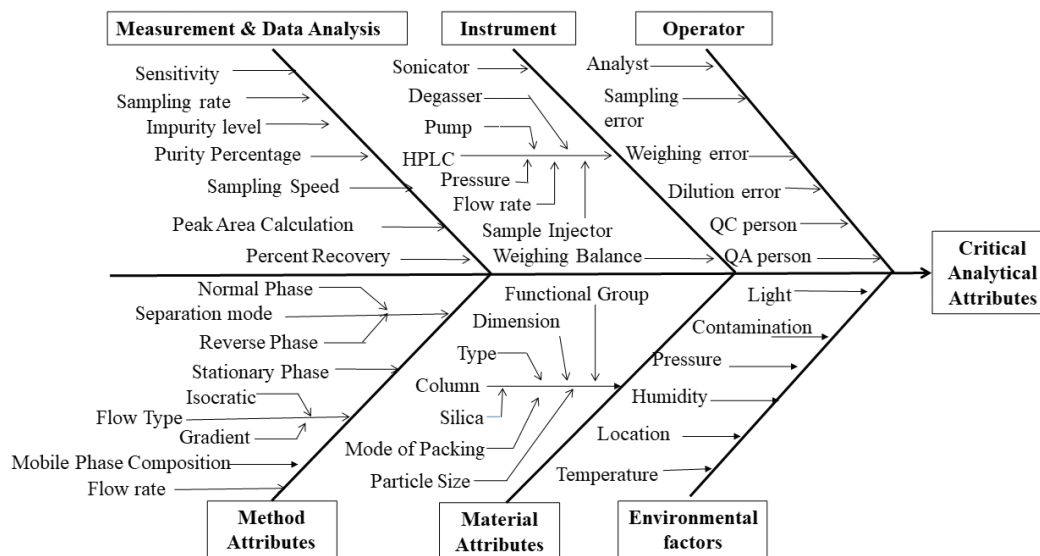 Measurement & Data Analysis
Sensitivity
Sampling rate
Impurity level
Purity Percentage
Sampling Speed
Peak Area Calculation
Percent Recovery
Instrument
Sonicator
Degasser
Pump
HPLC
Pressure
Flow rate
Sample Injector
Weighing Balance
Operator
Analyst
Sampling
error
Weighing error
Dilution error
QC person
QA person
Critical
Analytical
Attributes
Normal Phase
Separation mode
Reverse Phase
Stationary Phase
Isocratic
Flow Type
Gradient
Mobile Phase Composition
Flow rate
Method
Attributes
Functional Group
Dimension
Type
Column
Silica
Mode of Packing
Particle Size
Material
Attributes
Light
Contamination
Pressure
Humidity
Location
Temperature
Environmental
factors